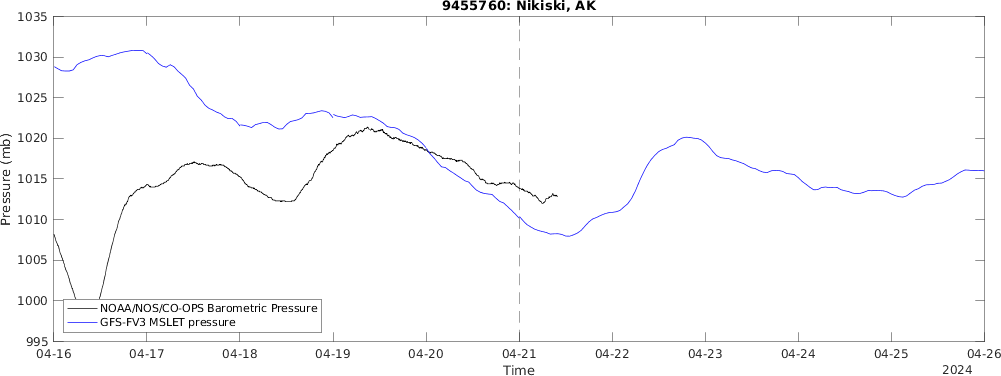 9455760: Nikiski, AK
1035
1030
1025
1020
1015
1010
1005
1000
995
Pressure (mb)
NOAA/NOS/CO-OPS Barometric Pressure
GFS-FV3 MSLET pressure
04-16 04-17 04-18 04-19 04-20 04-21 04-22 04-23 04-24 04-25 04-26
Time
2024